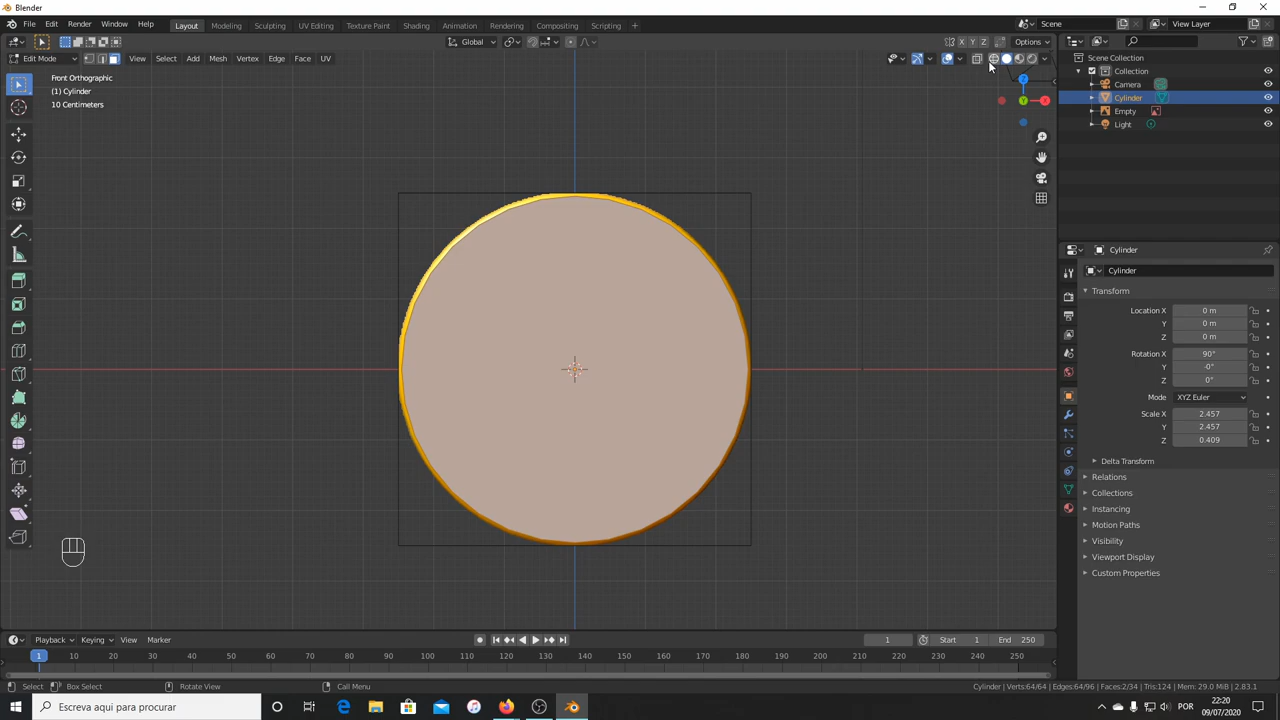 Blender
File Edit Render Window Help Layout Modeling Sculpting UV Editing Texture Paint Shading Animation Rendering Compositing Scripting + Scene View Layer
Global X Y Z Options
Edit Mode View Select Add Mesh Vertex Edge Face UV
Front Orthographic
(1) Cylinder
10 Centimeters
Z
Y
X
Scene Collection
Collection
Camera
Cylinder
Empty
Light
Cylinder
Cylinder
Transform
Location X 0 m
Y 0 m
Z 0 m
Rotation X 90°
Y -0°
Z 0°
Mode XYZ Euler
Scale X 2.457
Y 2.457
Z 0.409
Delta Transform
Relations
Collections
Instancing
Motion Paths
Visibility
Viewport Display
Custom Properties
Playback Keying View Marker 1 Start 1 End 250
1 10 20 30 40 50 60 70 80 90 100 110 120 130 140 150 160 170 180 190 200 210 220 230 240 250
Select Box Select Rotate View Call Menu Cylinder | Verts:64/64 | Edges:64/96 | Faces:2/34 | Tris:124 | Mem: 29.0 MiB | 2.83.1
Escreva aqui para procurar POR 22:20
09/07/2020